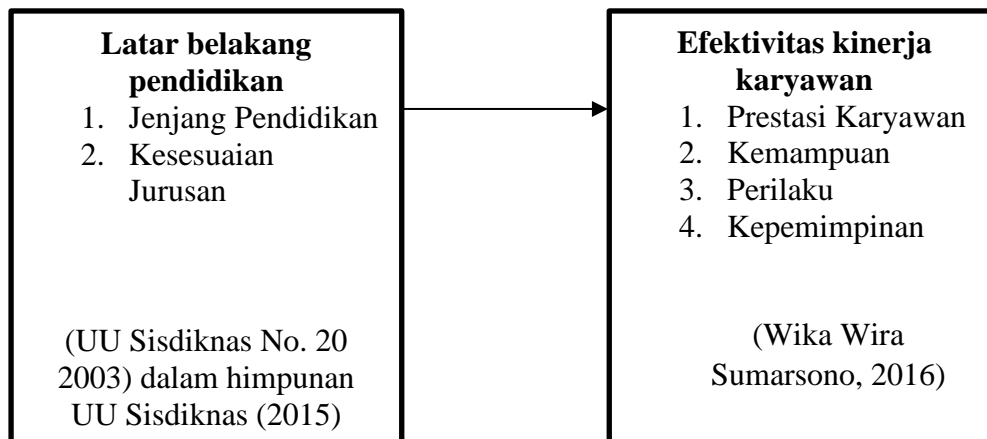 Latar belakang
pendidikan
1. Jenjang Pendidikan
2. Kesesuaian
Jurusan
(UU Sisdiknas No. 20
2003) dalam himpunan
UU Sisdiknas (2015)
Efektivitas kinerja
karyawan
1. Prestasi Karyawan
2. Kemampuan
3. Perilaku
4. Kepemimpinan
(Wika Wira
Sumarsono, 2016)